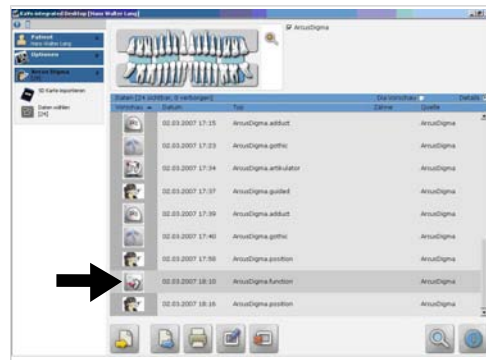 KaVo integrated Desktop [Hans Walter Lang]
Patient
Hans Walter Lang
Optionen
Arcus Digma
[24]
SD Karte importieren
Daten wählen
[24]
ArcusDigma
Daten [24 sichtbar, 0 verborgen]
Dia Vorschau
Details
Vorschau
Datum
Typ
Zähne
Quelle
02.03.2007 17:15 ArcusDigma.adduct ArcusDigma
02.03.2007 17:23 ArcusDigma.gothic ArcusDigma
02.03.2007 17:34 ArcusDigma.artikulator ArcusDigma
02.03.2007 17:37 ArcusDigma.guided ArcusDigma
02.03.2007 17:39 ArcusDigma.adduct ArcusDigma
02.03.2007 17:40 ArcusDigma.gothic ArcusDigma
02.03.2007 17:58 ArcusDigma.position ArcusDigma
02.03.2007 18:10 ArcusDigma.function ArcusDigma
02.03.2007 18:16 ArcusDigma.position ArcusDigma